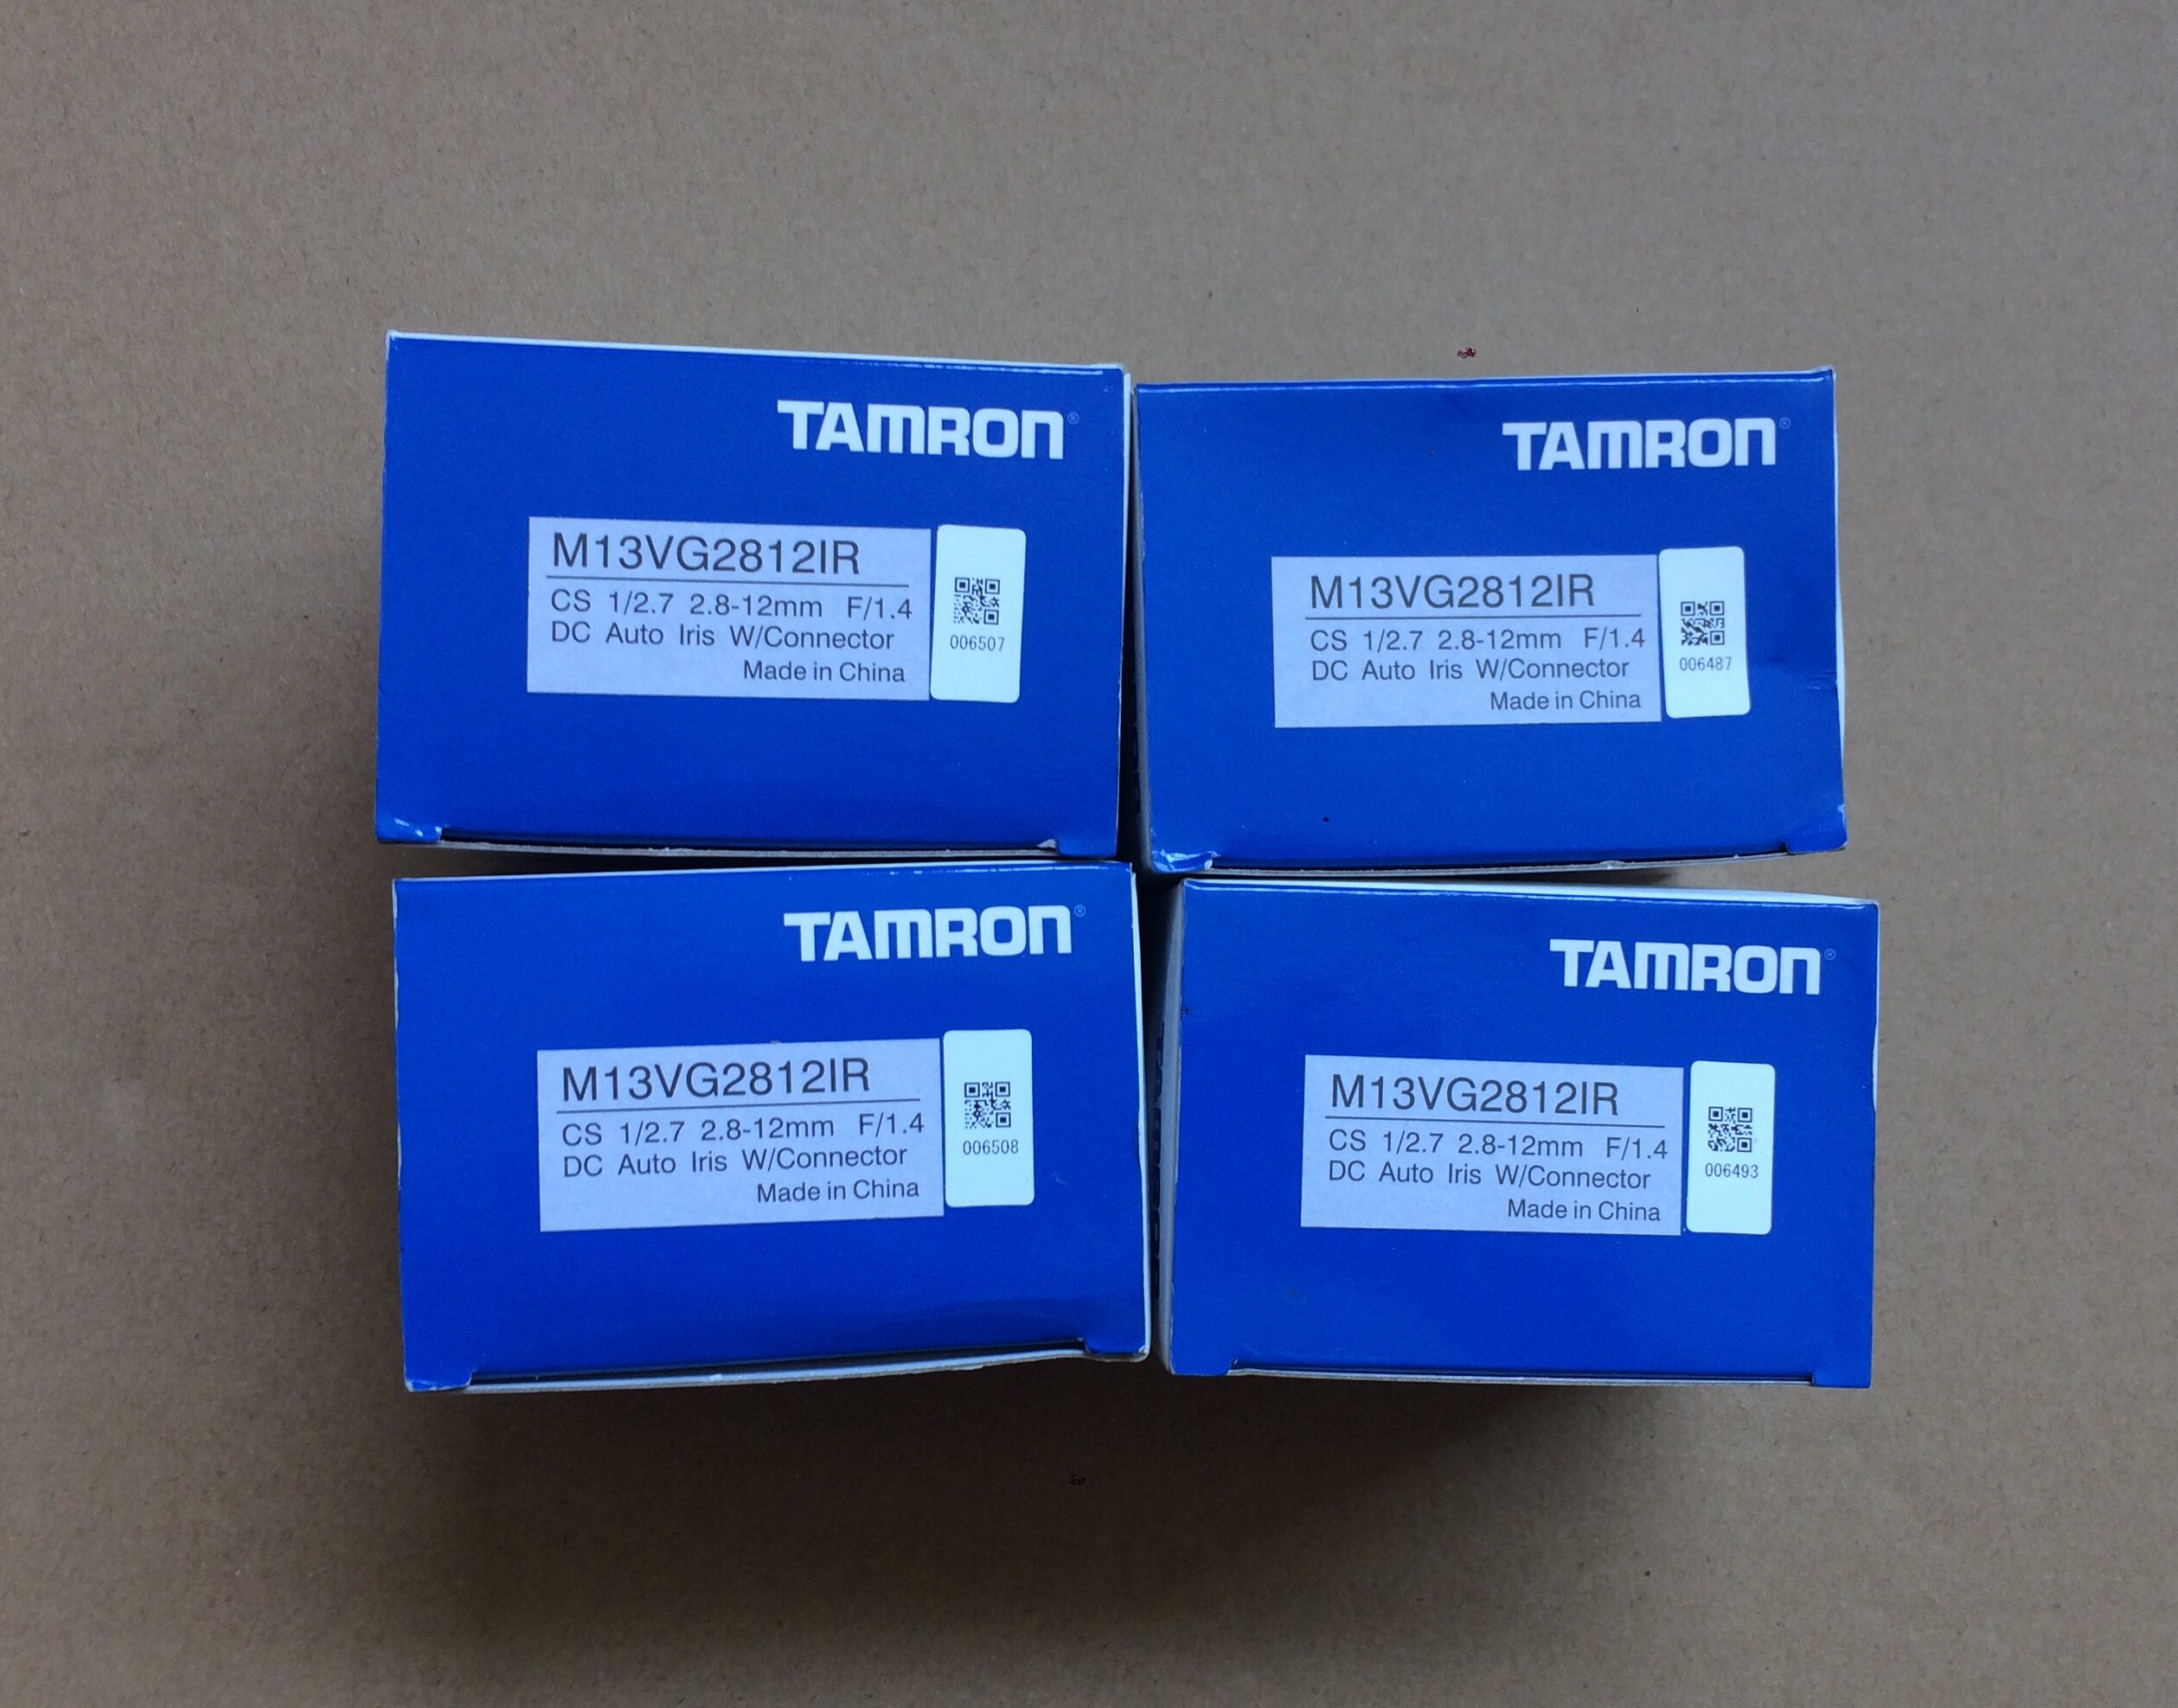 TAMRON®
M13VG2812IR
CS 1/2.7 2.8-12mm F/1.4
DC Auto Iris W/Connector
Made in China
006507
TAMRON®
M13VG2812IR
CS 1/2.7 2.8-12mm F/1.4
DC Auto Iris W/Connector
Made in China
006487
TAMRON®
M13VG2812IR
CS 1/2.7 2.8-12mm F/1.4
DC Auto Iris W/Connector
Made in China
006508
TAMRON®
M13VG2812IR
CS 1/2.7 2.8-12mm F/1.4
DC Auto Iris W/Connector
Made in China
006493